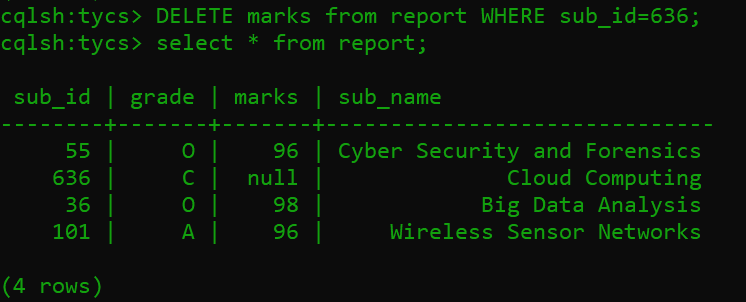 cqlsh:tycs> DELETE marks from report WHERE sub_id=636;
cqlsh:tycs> select * from report;
 sub_id | grade | marks | sub_name
--------+-------+-------+------------------------------
     55 |     O |    96 | Cyber Security and Forensics
    636 |     C |  null |              Cloud Computing
     36 |     O |    98 |            Big Data Analysis
    101 |     A |    96 |     Wireless Sensor Networks
(4 rows)